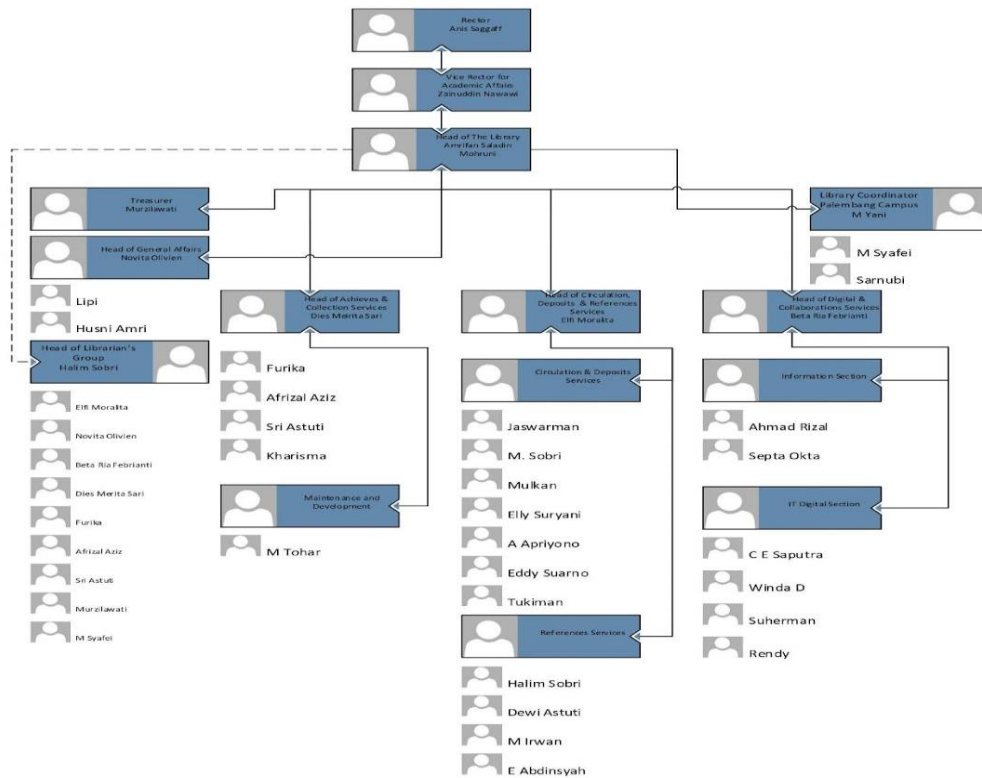 Rector
Anis Saggaff
Vice Rector for
Academic Affairs
Zainuddin Nawawi
Head of The Library
Amrifan Saladin
Mohruni
Treasurer
Murzilawati
Head of General Affairs
Novita Olivien
Lipi
Husni Amri
Head of Librarian's
Group
Halim Sobri
Elfi Moralita
Novita Olivien
Beta Ria Febrianti
Dies Merita Sari
Furika
Afrizal Aziz
Sri Astuti
Murzilawati
M Syafei
Head of Achieves &
Collection Services
Dies Merita Sari
Furika
Afrizal Aziz
Sri Astuti
Kharisma
Maintenance and
Development
M Tohar
Head of Circulation,
Deposits & References
Services
Elfi Moralita
Circulation & Deposits
Services
Jaswarman
M. Sobri
Mulkan
Elly Suryani
A Apriyono
Eddy Suarno
Tukiman
References Services
Halim Sobri
Dewi Astuti
M Irwan
E Abdinsyah
Library Coordinator
Palembang Campus
M Yani
M Syafei
Sarnubi
Head of Digital &
Collaborations Services
Beta Ria Febrianti
Information Section
Ahmad Rizal
Septa Okta
IT Digital Section
C E Saputra
Winda D
Suherman
Rendy